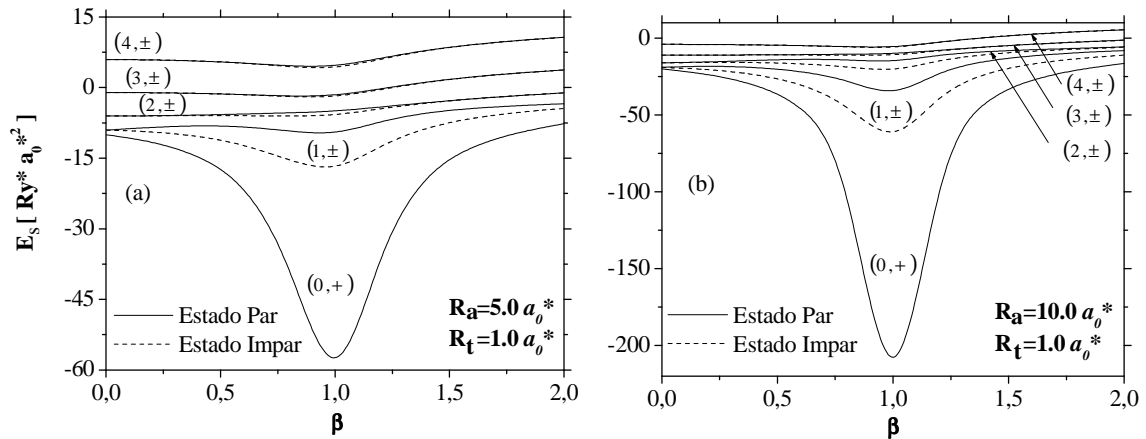 15
0
-15
-30
-45
-60
E_s [ Ry* a_0*^2 ]
(4,±)
(3,±)
(2,±)
(1,±)
(a)
(0,+)
Estado Par
Estado Impar
R_a=5.0 a_0*
R_t=1.0 a_0*
0,0 0,5 1,0 1,5 2,0
β
0
-50
-100
-150
-200
(1,±)
(4,±)
(3,±)
(2,±)
(b)
(0,+)
Estado Par
Estado Impar
R_a=10.0 a_0*
R_t=1.0 a_0*
0,0 0,5 1,0 1,5 2,0
β